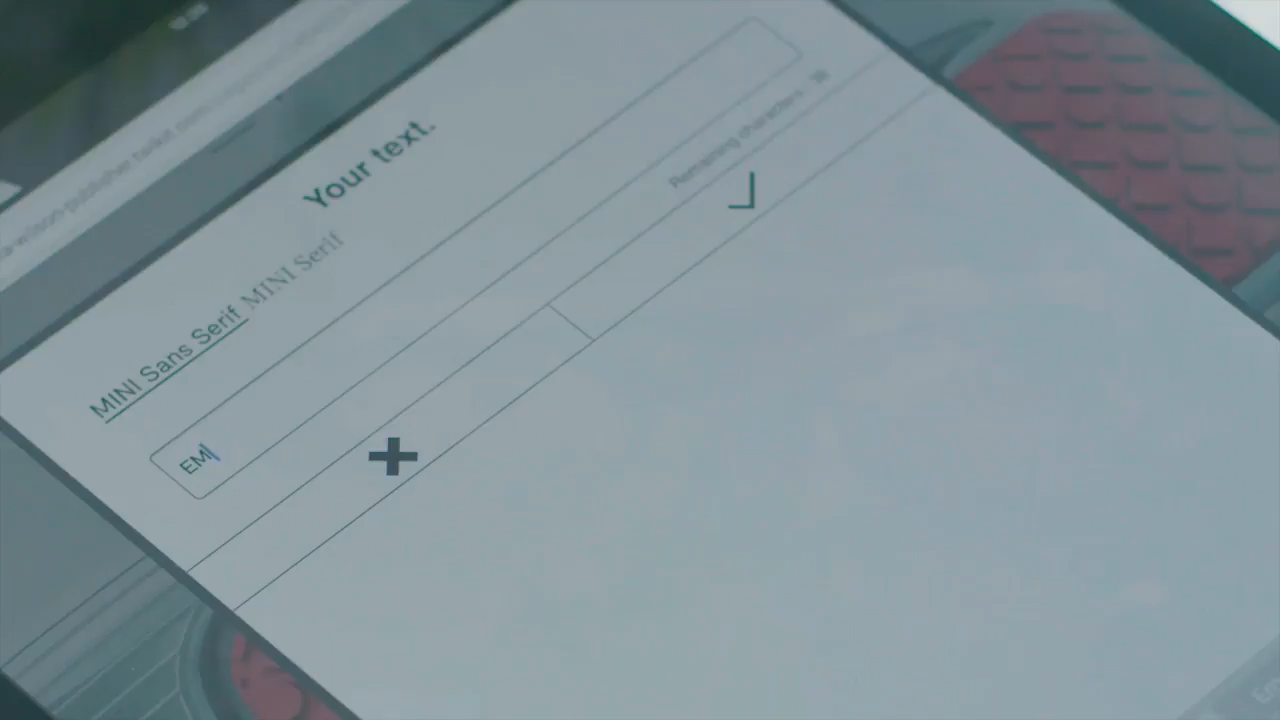 Your text.
MINI Sans Serif MINI Serif
EM
Remaining characters